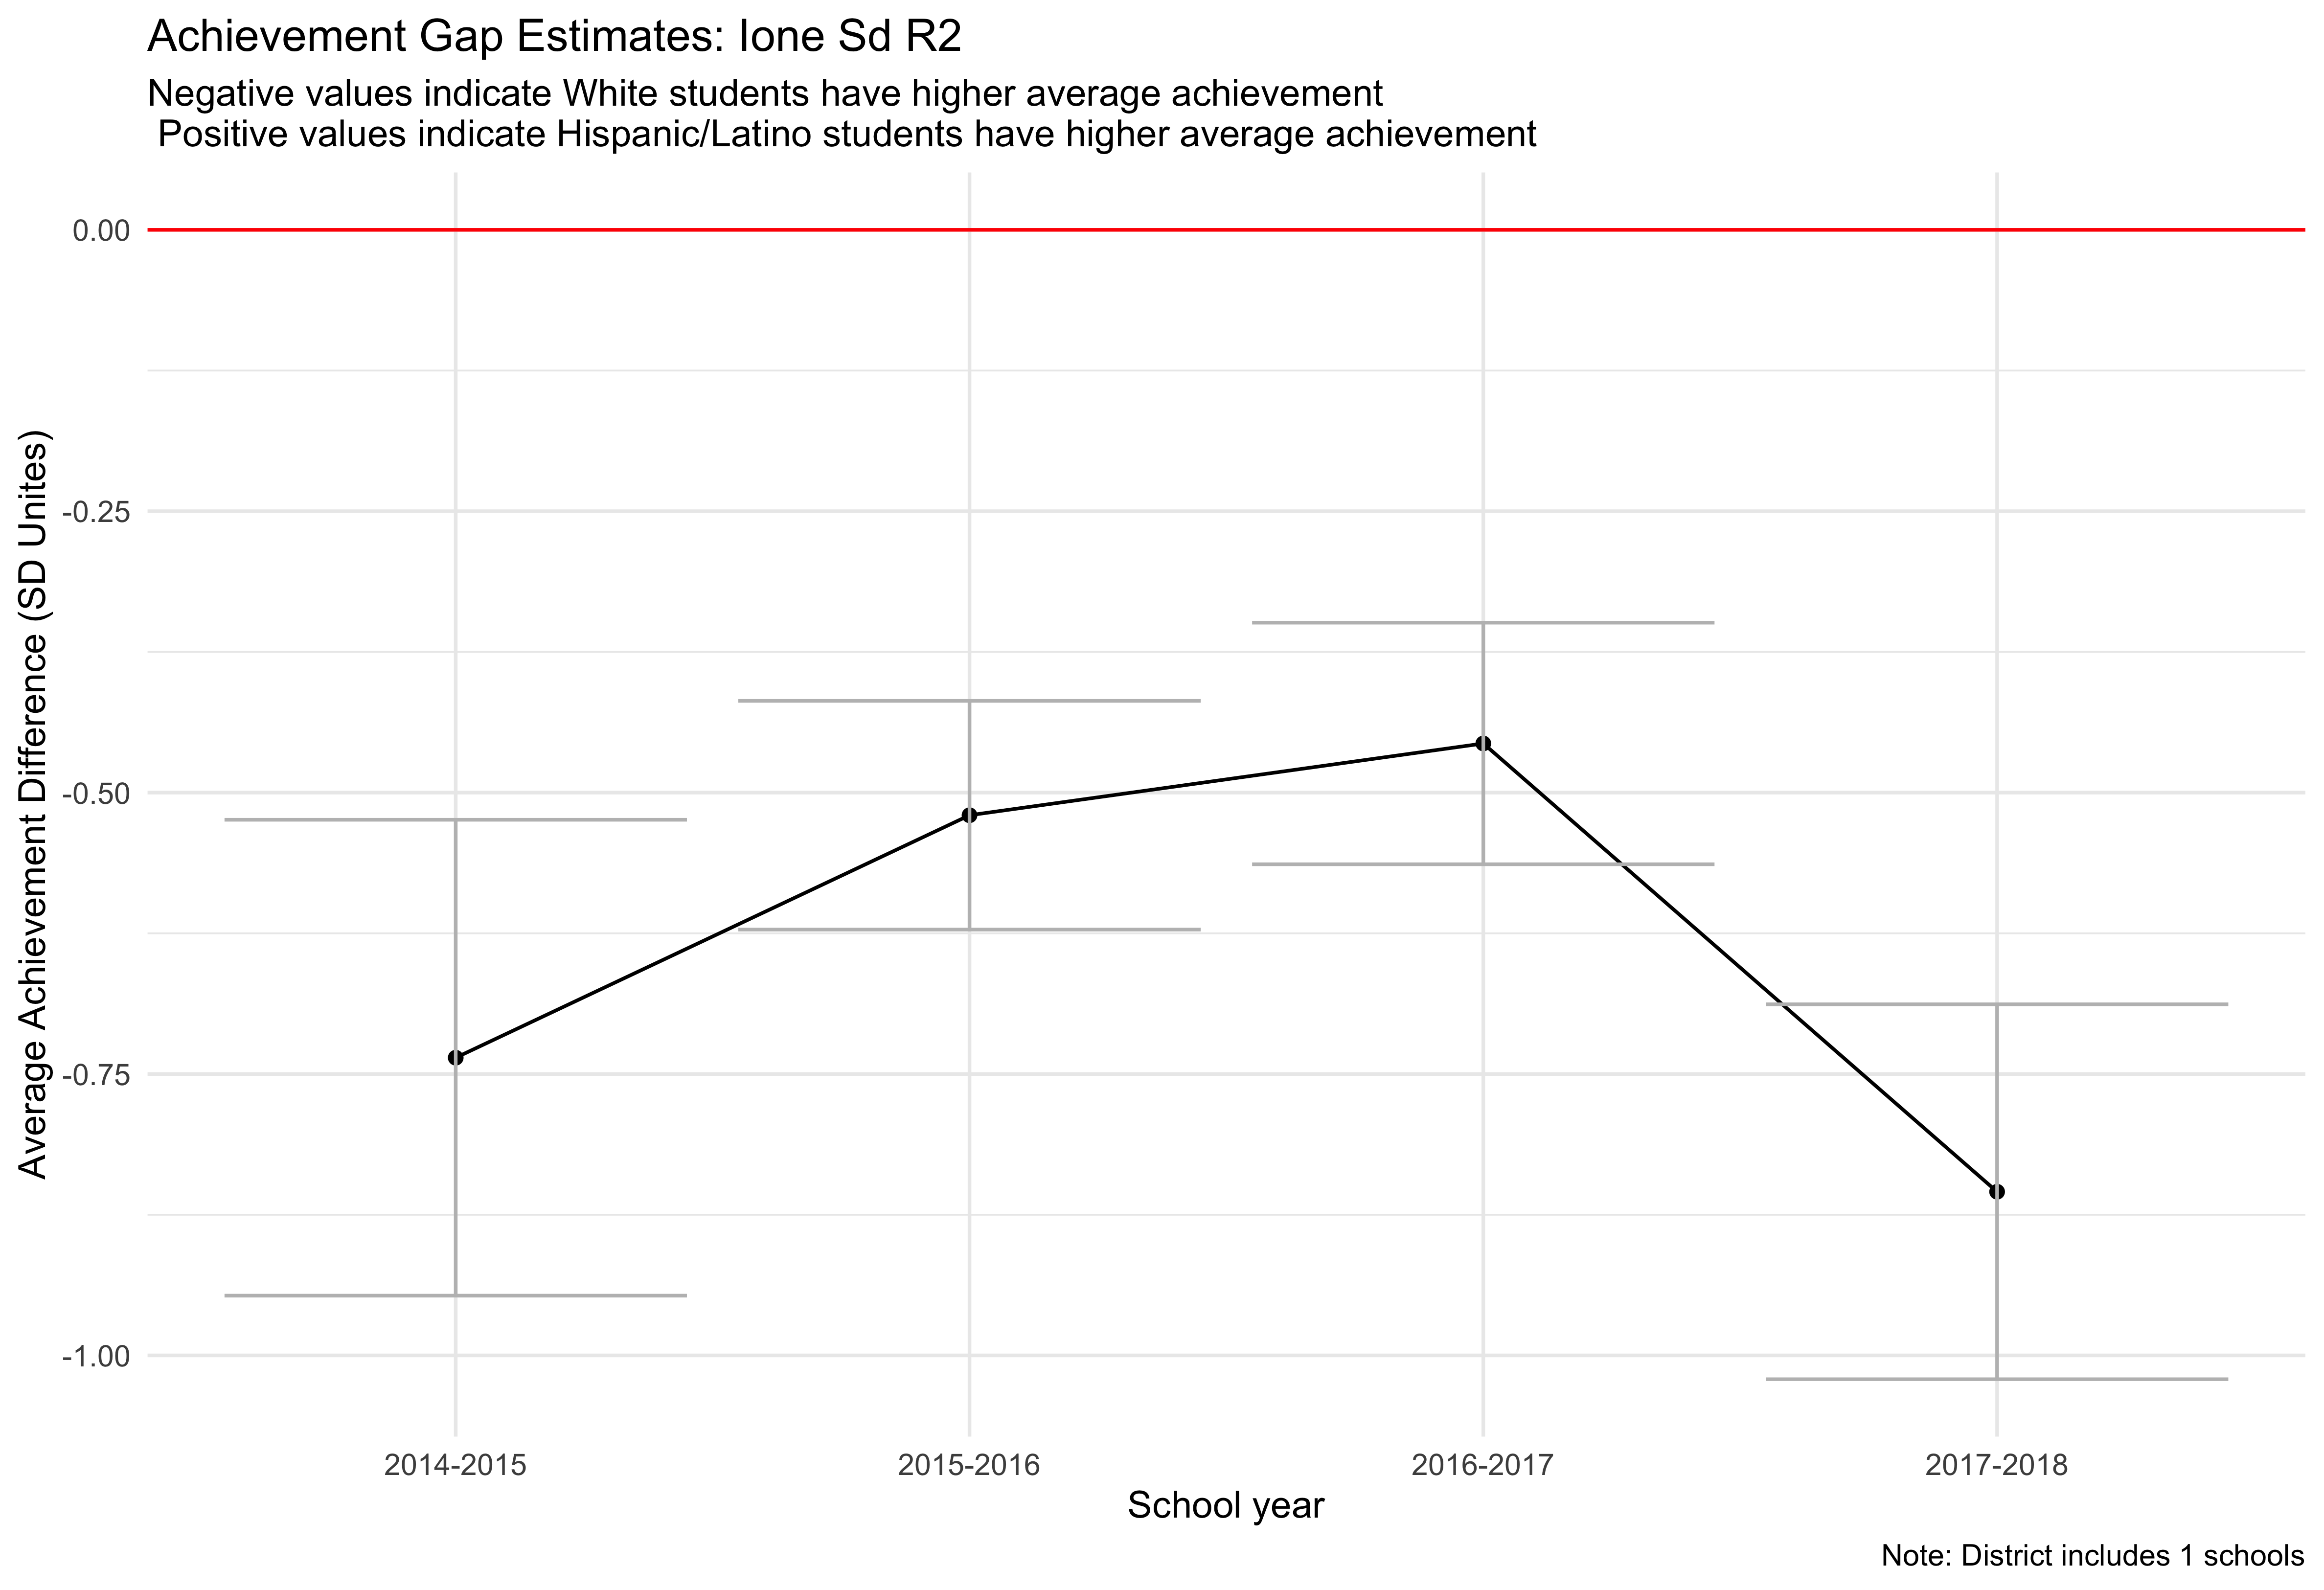 Achievement Gap Estimates: Ione Sd R2
Negative values indicate White students have higher average achievement
Positive values indicate Hispanic/Latino students have higher average achievement
Average Achievement Difference (SD Unites)
0.00
-0.25
-0.50
-0.75
-1.00
2014-2015
2015-2016
2016-2017
2017-2018
School year
Note: District includes 1 schools